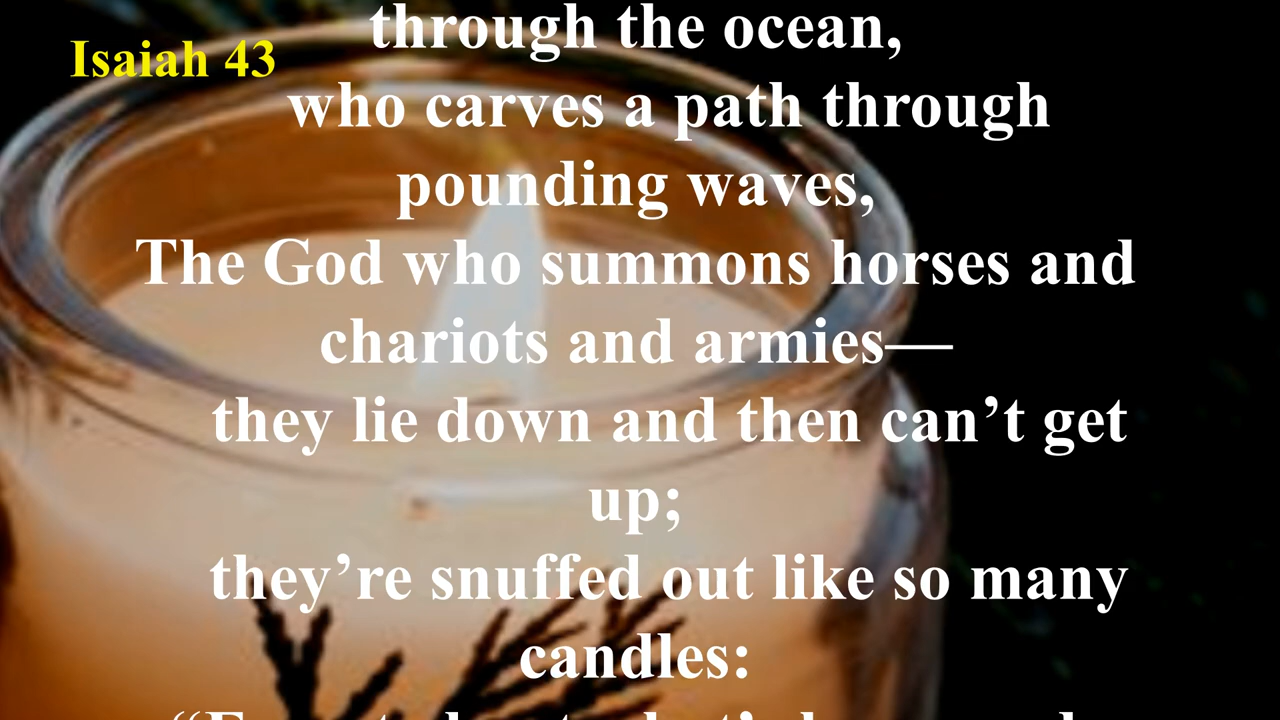 through the ocean,
Isaiah 43
who carves a path through
pounding waves,
The God who summons horses and
chariots and armies—
they lie down and then can’t get
up;
they’re snuffed out like so many
candles: